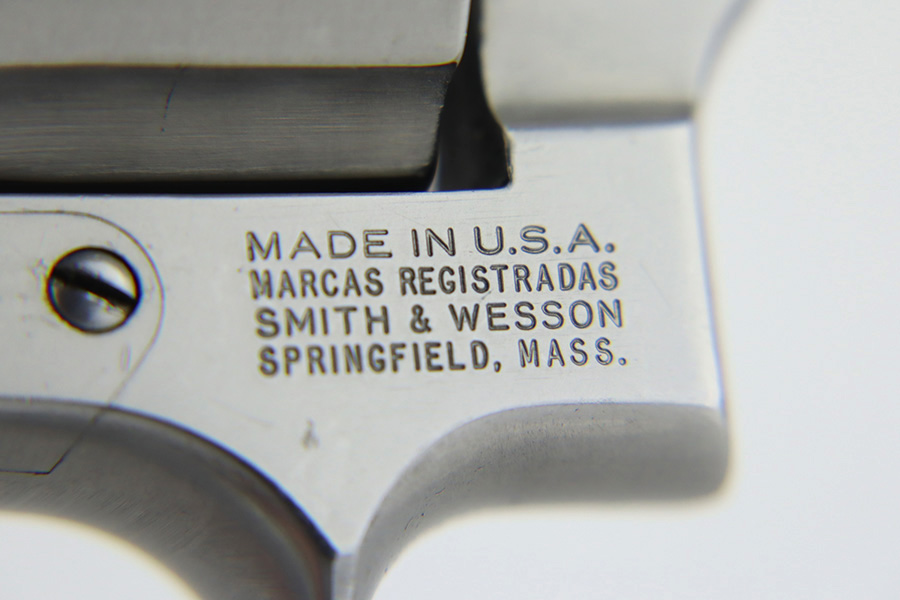 MADE IN U.S.A.
MARCAS REGISTRADAS
SMITH & WESSON
SPRINGFIELD, MASS.